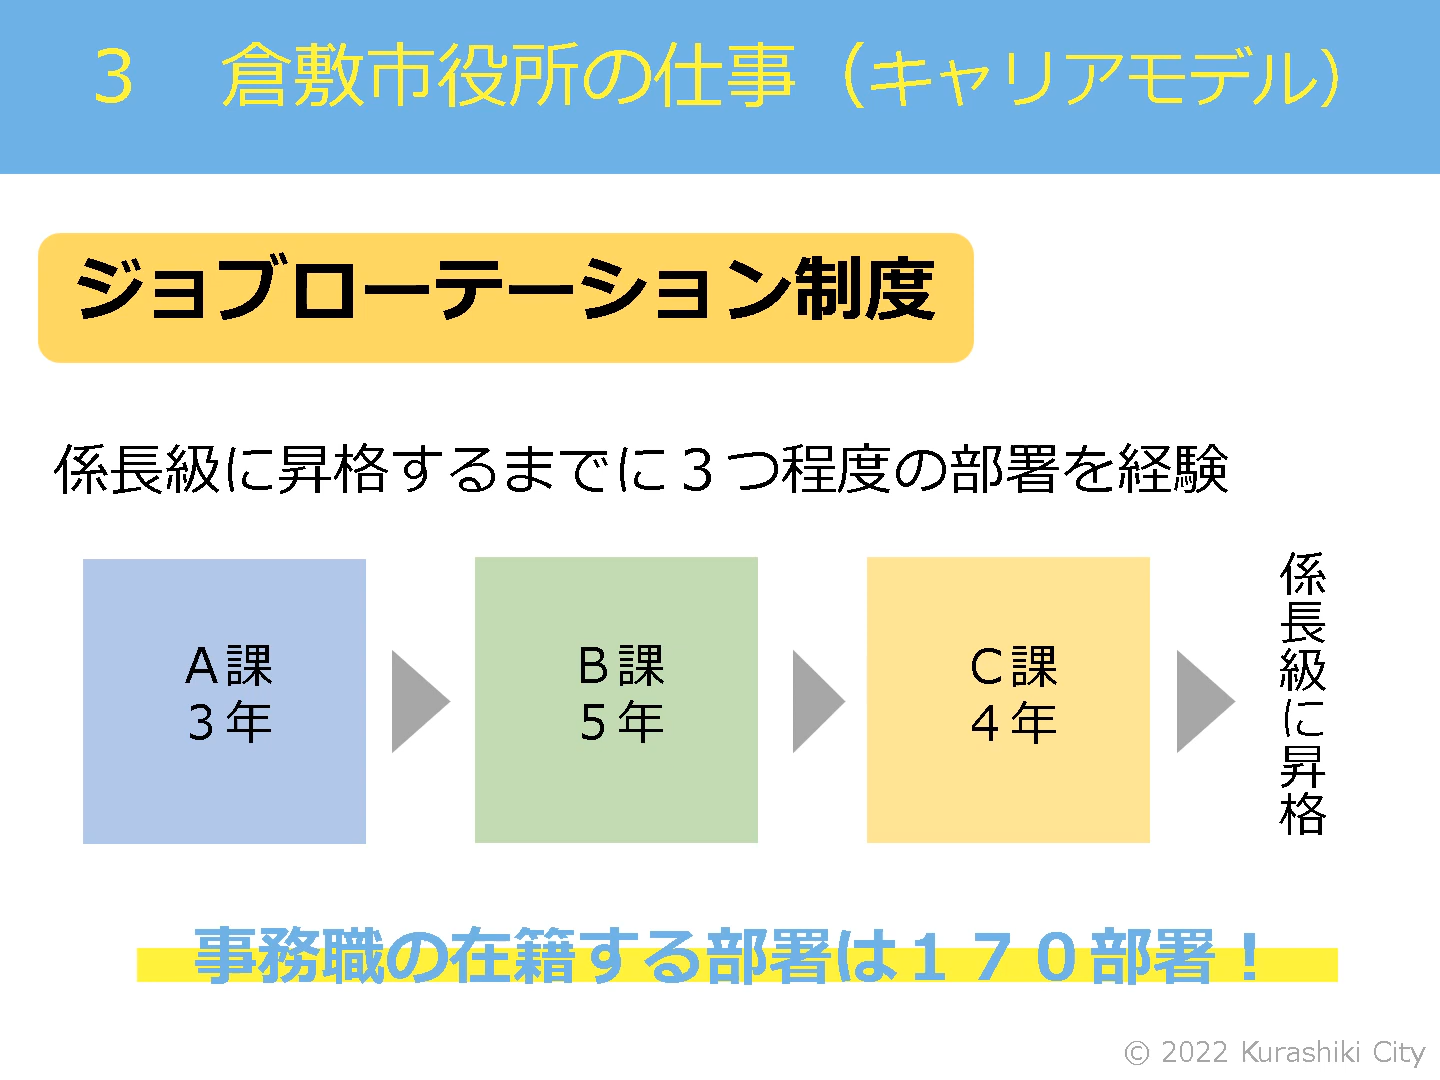 ３　倉敷市役所の仕事（キャリアモデル）
ジョブローテーション制度
係長級に昇格するまでに３つ程度の部署を経験
Ａ課
３年
Ｂ課
５年
Ｃ課
４年
係長級に昇格
事務職の在籍する部署は１７０部署！
© 2022 Kurashiki City